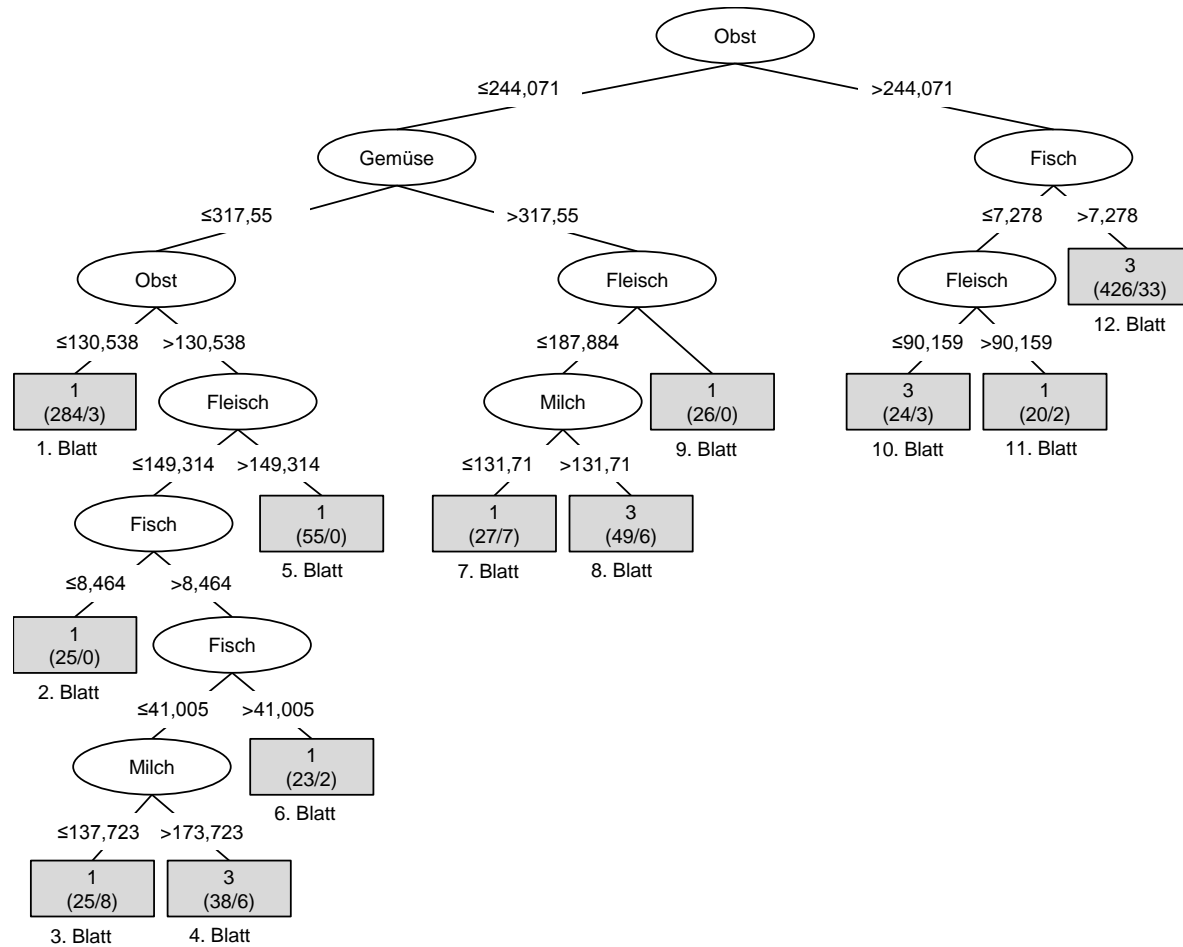 Obst
≤244,071 >244,071
Gemüse Fisch
≤317,55 >317,55 ≤7,278 >7,278
Obst Fleisch Fleisch 3
(426/33)
12. Blatt
≤130,538 >130,538 ≤187,884 ≤90,159 >90,159
1 Fleisch Milch 1 3 1
(284/3) (26/0) (24/3) (20/2)
1. Blatt 9. Blatt 10. Blatt 11. Blatt
≤149,314 >149,314 ≤131,71 >131,71
Fisch 1 1 3
(55/0) (27/7) (49/6)
5. Blatt 7. Blatt 8. Blatt
≤8,464 >8,464
1 Fisch
(25/0)
2. Blatt
≤41,005 >41,005
Milch 1
(23/2)
6. Blatt
≤137,723 >173,723
1 3
(25/8) (38/6)
3. Blatt 4. Blatt